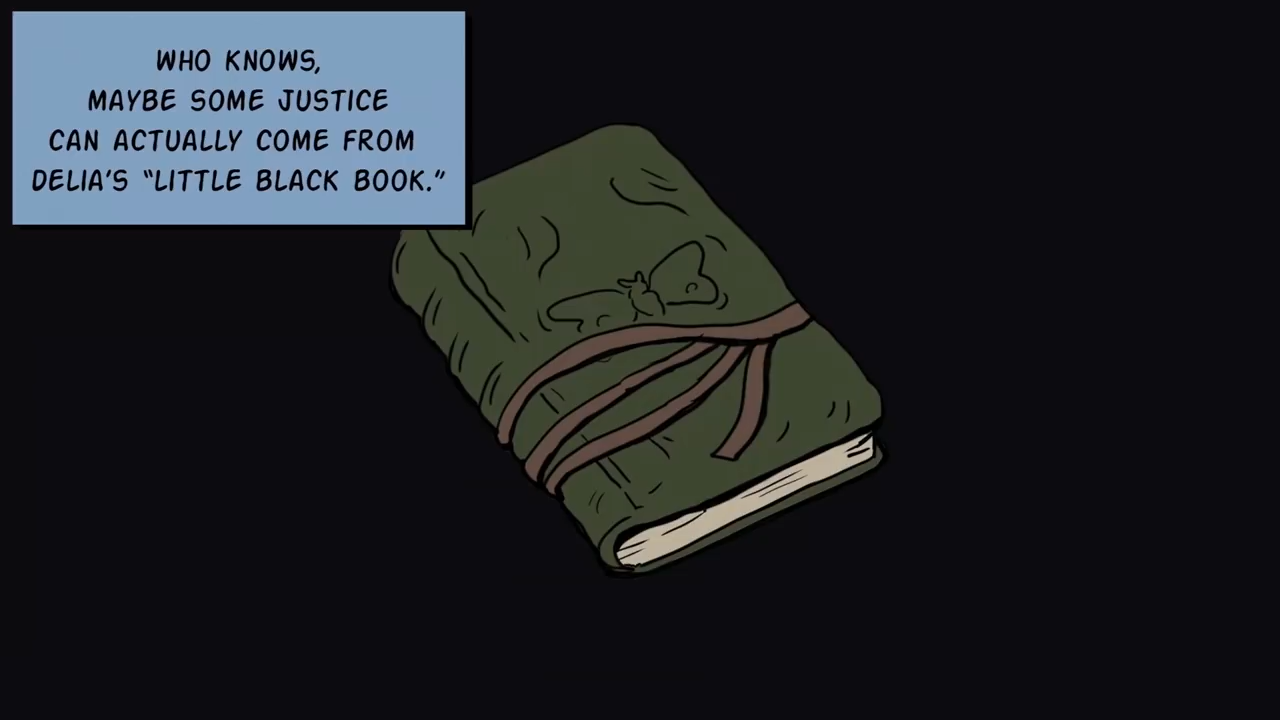 WHO KNOWS,
MAYBE SOME JUSTICE
CAN ACTUALLY COME FROM
DELIA'S “LITTLE BLACK BOOK.”